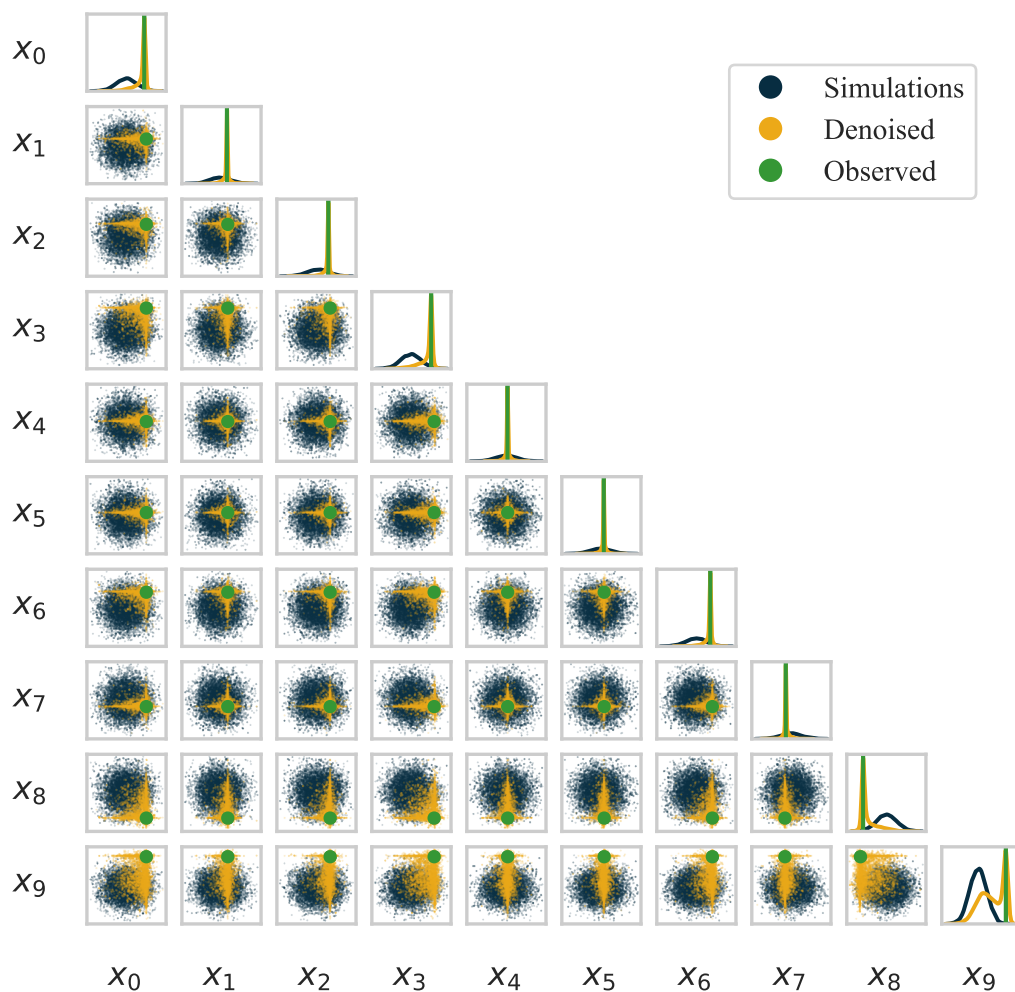 x₀
x₁
Simulations
Denoised
Observed
x₂
x₃
x₄
x₅
x₆
x₇
x₈
x₉
x₀ x₁ x₂ x₃ x₄ x₅ x₆ x₇ x₈ x₉